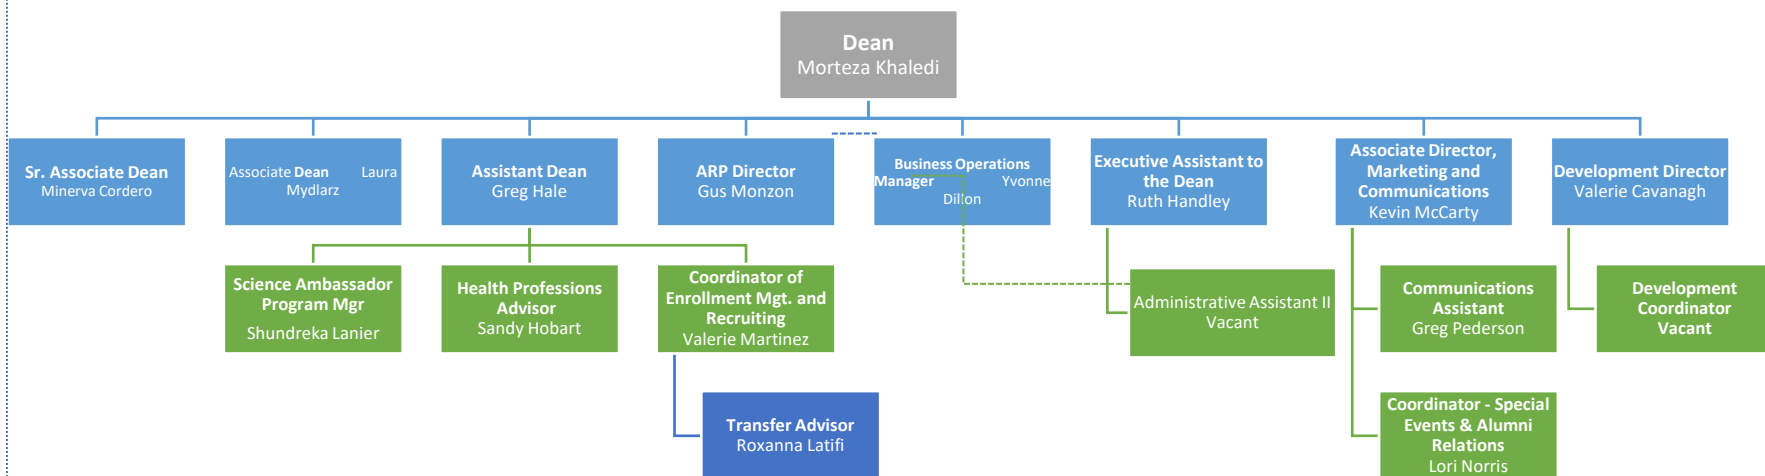 Dean
Morteza Khaledi
Sr. Associate Dean
Minerva Cordero
Associate Dean Laura
Mydlarz
Assistant Dean
Greg Hale
ARP Director
Gus Monzon
Business Operations
Manager Yvonne
Dillon
Executive Assistant to
the Dean
Ruth Handley
Associate Director,
Marketing and
Communications
Kevin McCarty
Development Director
Valerie Cavanagh
Science Ambassador
Program Mgr
Shundreka Lanier
Health Professions
Advisor
Sandy Hobart
Coordinator of
Enrollment Mgt. and
Recruiting
Valerie Martinez
Administrative Assistant II
Vacant
Communications
Assistant
Greg Pederson
Development
Coordinator
Vacant
Transfer Advisor
Roxanna Latifi
Coordinator - Special
Events & Alumni
Relations
Lori Norris